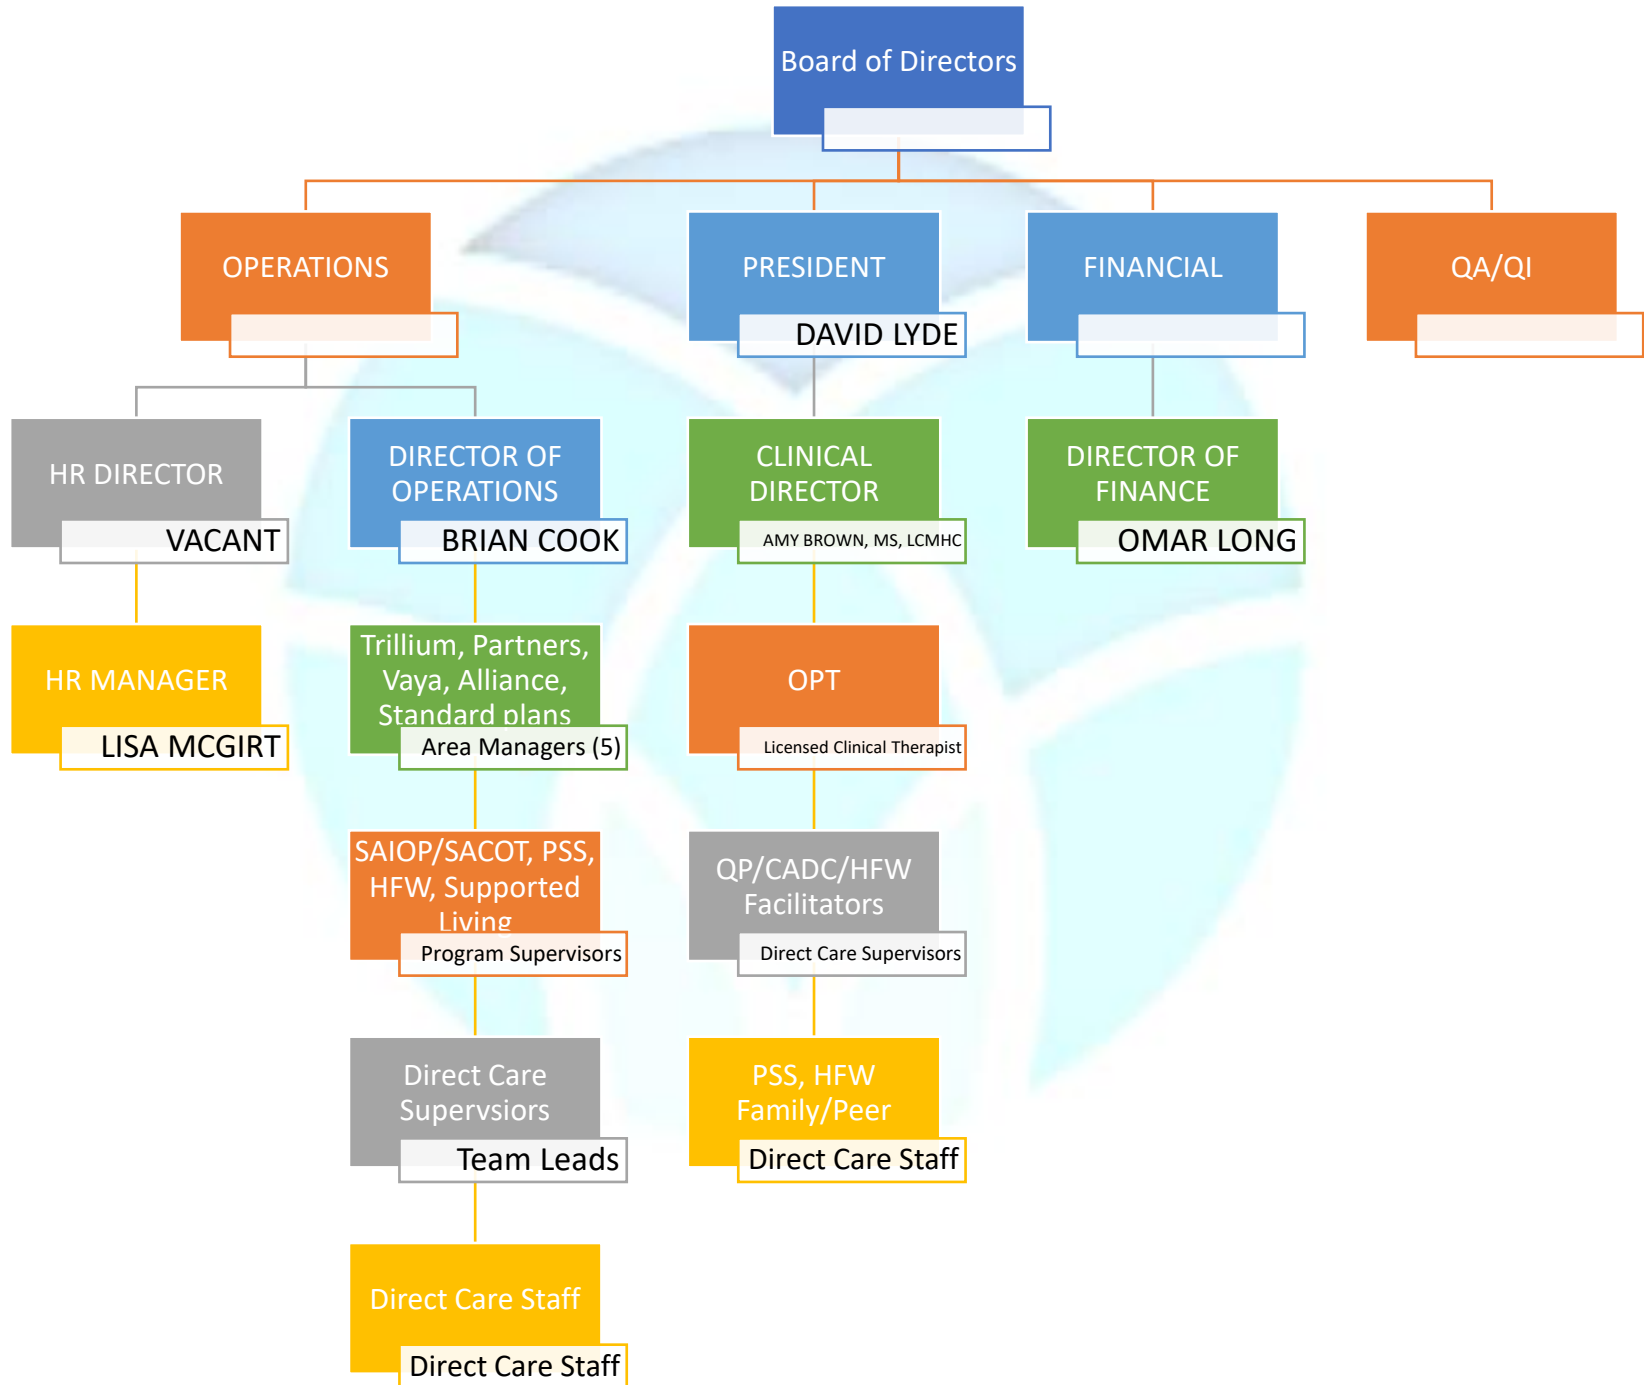 Board of Directors
OPERATIONS
PRESIDENT
DAVID LYDE
FINANCIAL
QA/QI
HR DIRECTOR
VACANT
DIRECTOR OF
OPERATIONS
BRIAN COOK
CLINICAL
DIRECTOR
AMY BROWN, MS, LCMHC
DIRECTOR OF
FINANCE
OMAR LONG
HR MANAGER
LISA MCGIRT
Trillium, Partners,
Vaya, Alliance,
Standard plans
Area Managers (5)
OPT
Licensed Clinical Therapist
SAIOP/SACOT, PSS,
HFW, Supported
Living
Program Supervisors
QP/CADC/HFW
Facilitators
Direct Care Supervisors
Direct Care
Supervsiors
Team Leads
PSS, HFW
Family/Peer
Direct Care Staff
Direct Care Staff
Direct Care Staff